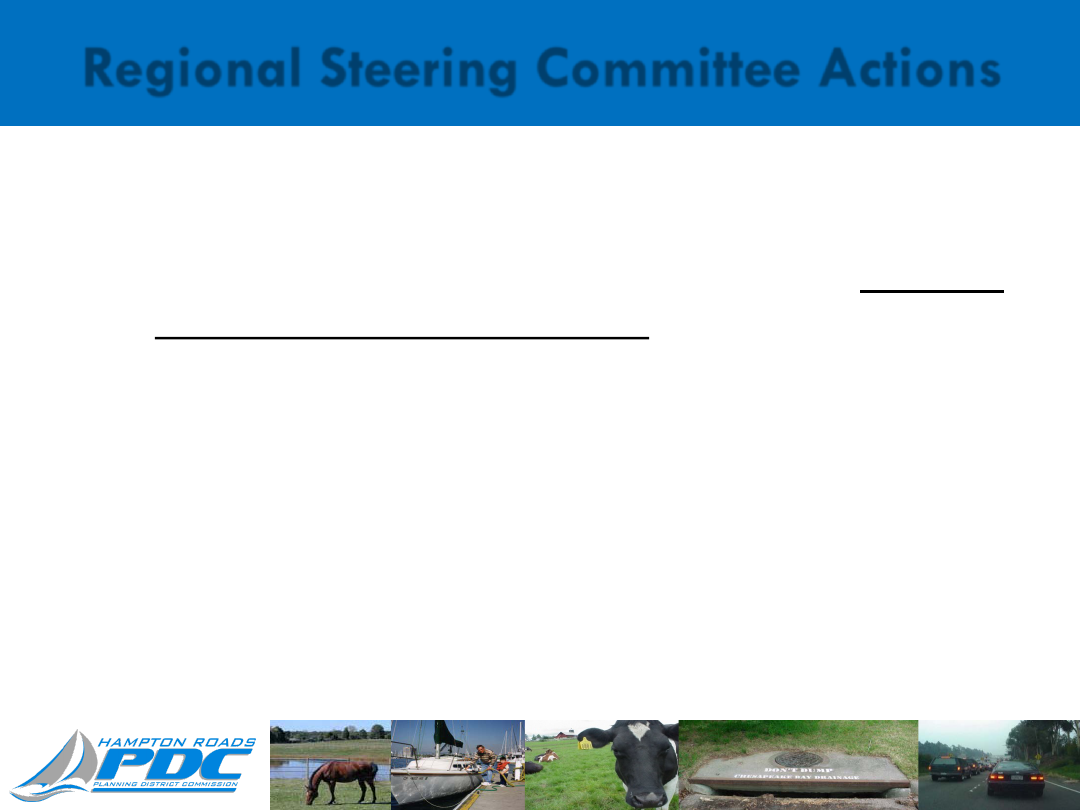 Regional Steering Committee Actions
HAMPTON ROADS
PDC
PLANNING DISTRICT COMMISSION
DON'T DUMP
CHESAPEAKE BAY DRAINAGE